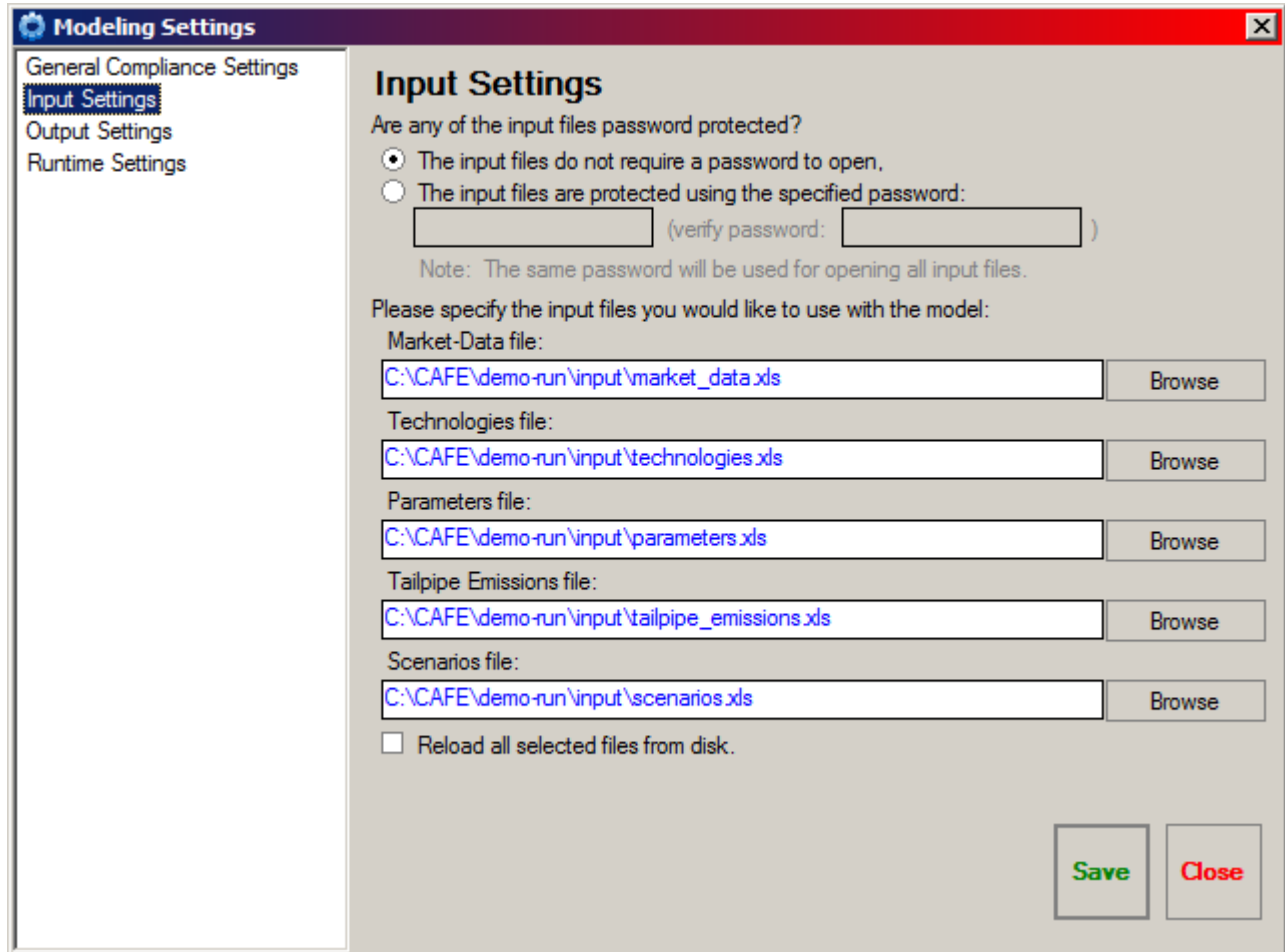 Modeling Settings
General Compliance Settings
Input Settings
Output Settings
Runtime Settings
Input Settings
Are any of the input files password protected?
The input files do not require a password to open,
The input files are protected using the specified password:
(verify password: )
Note: The same password will be used for opening all input files.
Please specify the input files you would like to use with the model:
Market-Data file:
C:\CAFE\demo-run\input\market_data.xls Browse
Technologies file:
C:\CAFE\demo-run\input\technologies.xls Browse
Parameters file:
C:\CAFE\demo-run\input\parameters.xls Browse
Tailpipe Emissions file:
C:\CAFE\demo-run\input\tailpipe_emissions.xls Browse
Scenarios file:
C:\CAFE\demo-run\input\scenarios.xls Browse
Reload all selected files from disk.
Save Close